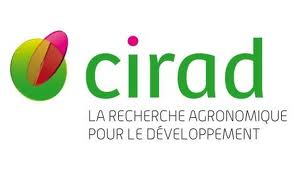 cirad
LA RECHERCHE AGRONOMIQUE
POUR LE DÉVELOPPEMENT